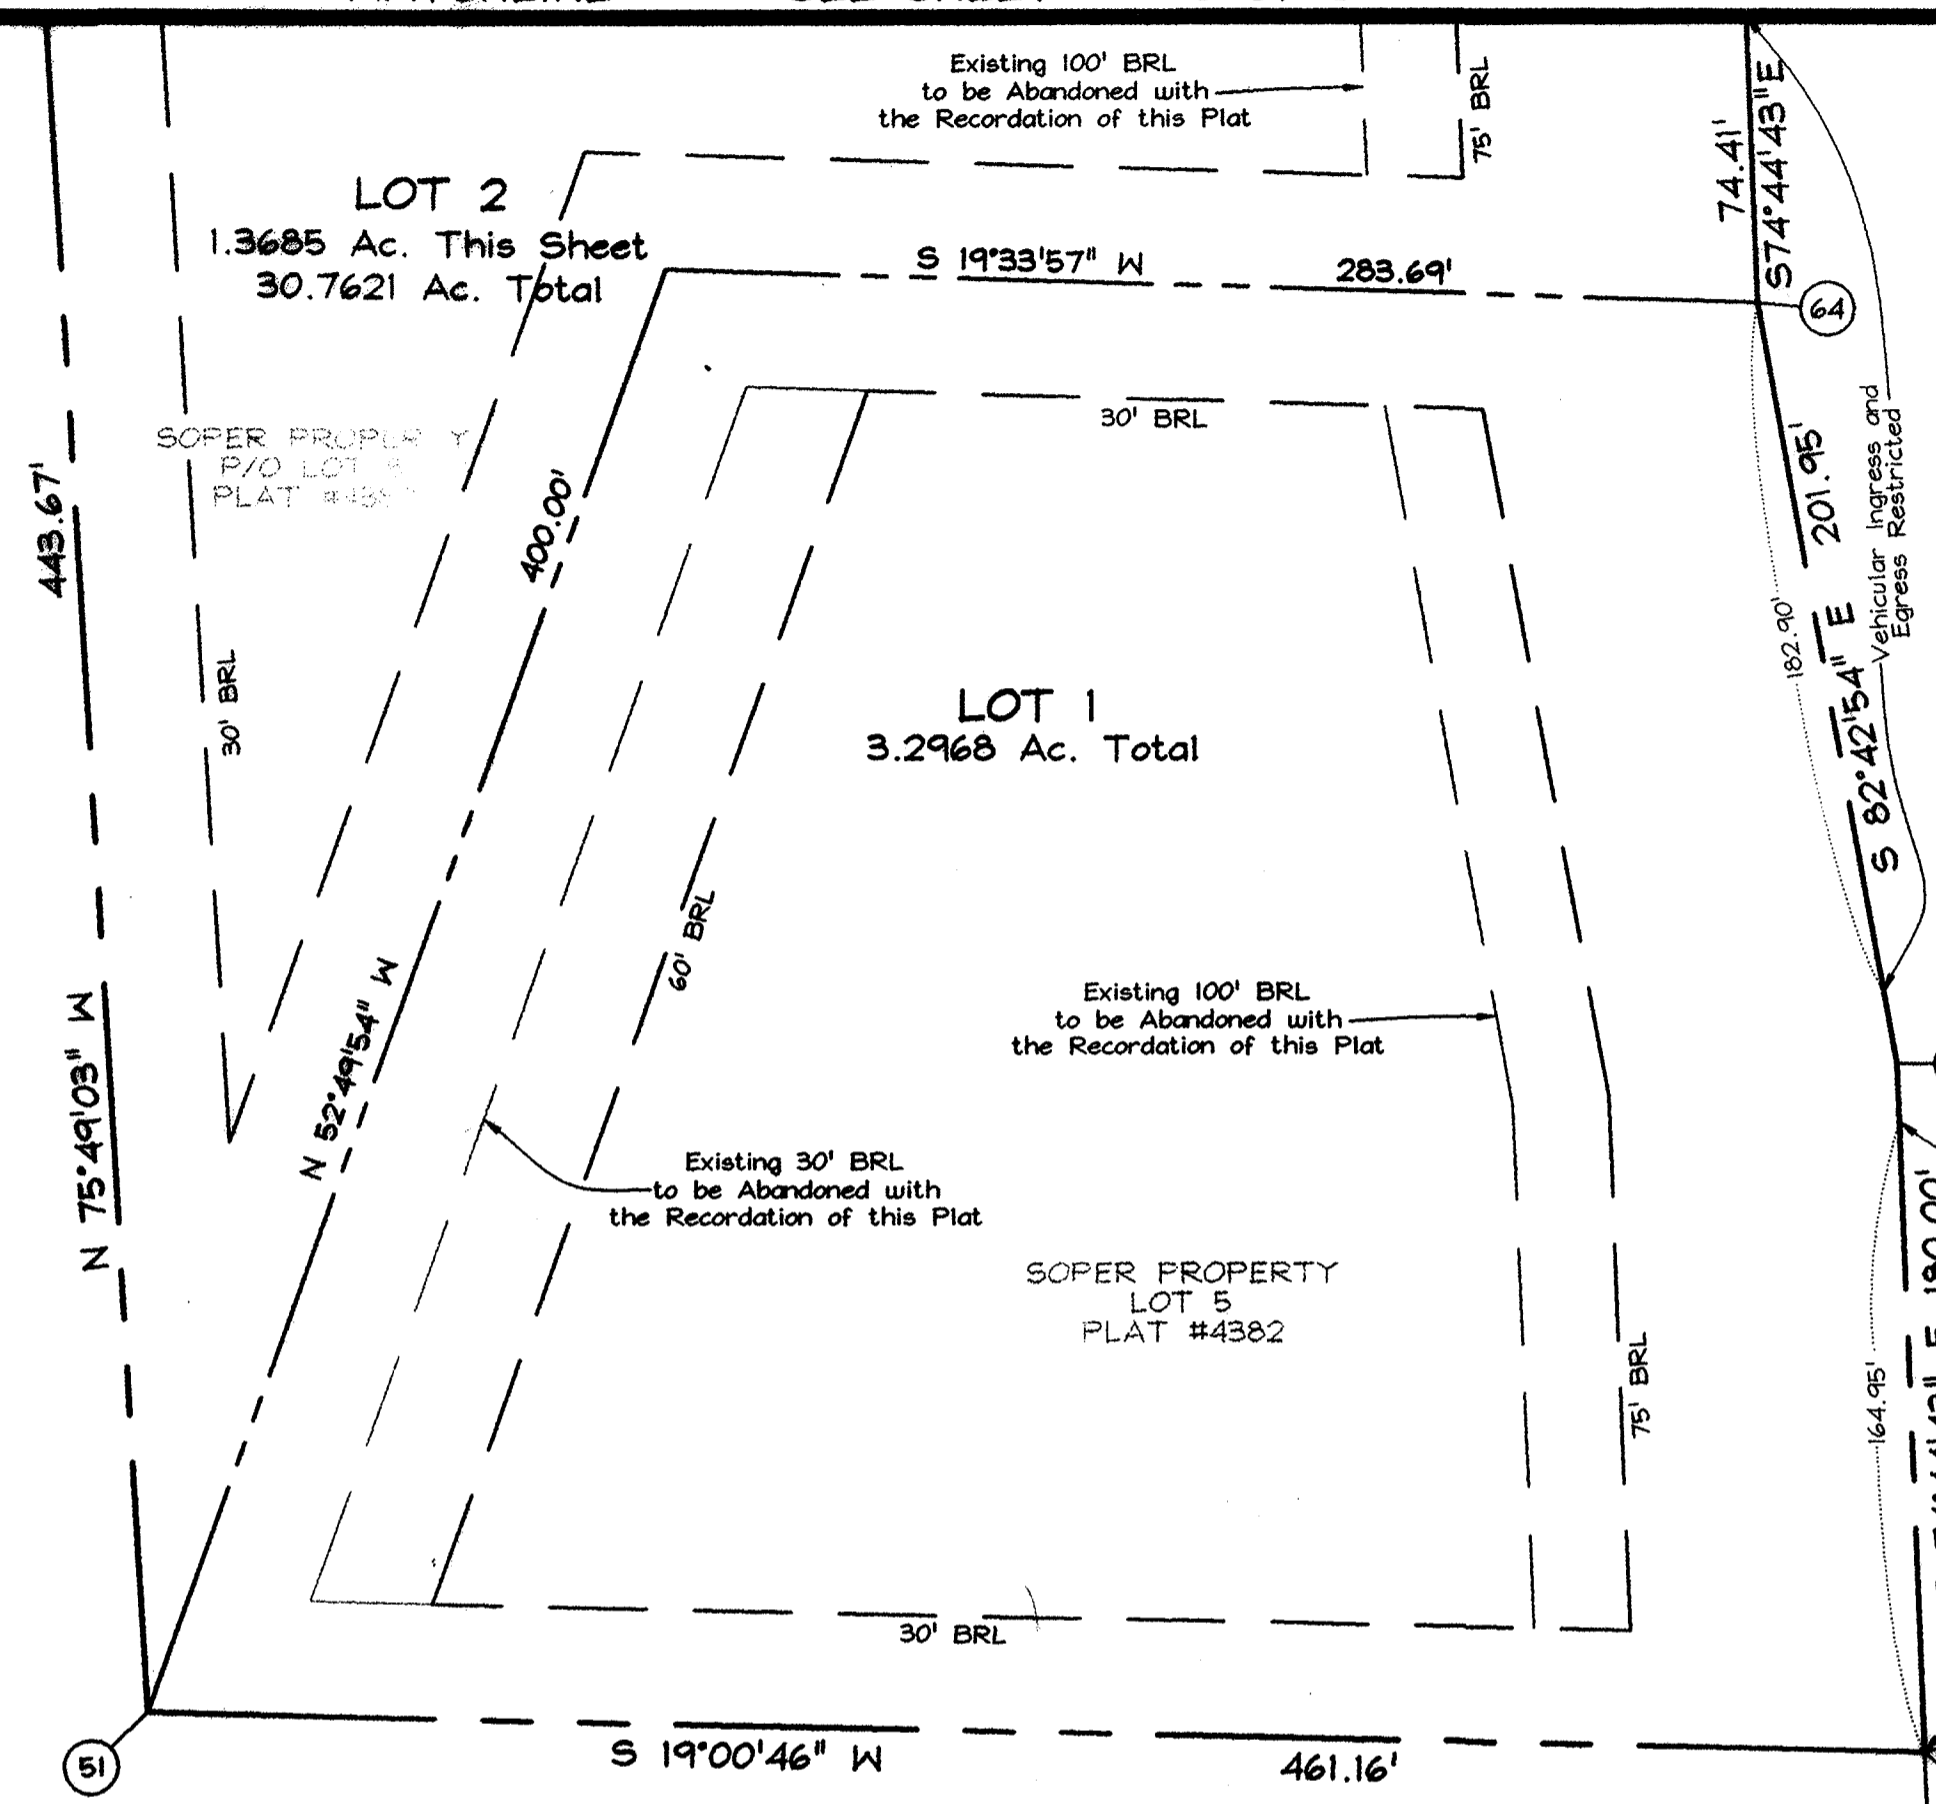 Existing 100' BRL
to be Abandoned with
the Recordation of this Plat
75' BRL
74.41'
S74°44'43"E
LOT 2
1.3685 Ac. This Sheet
30.7621 Ac. Total
S 19°33'57" W 283.69'
64
30' BRL
SOPER
P/O LOT
PLAT
443.67'
N 75°49'03" W
30' BRL
400.00'
N 52°49'54" W
60' BRL
LOT 1
3.2968 Ac. Total
201.95'
S 82°42'54" E
182.90'
Vehicular Ingress and
Egress Restricted
Existing 100' BRL
to be Abandoned with
the Recordation of this Plat
Existing 30' BRL
to be Abandoned with
the Recordation of this Plat
SOPER PROPERTY
LOT 5
PLAT #4382
75' BRL
164.95'
180.00'
30' BRL
51
S 19°00'46" W 461.16'